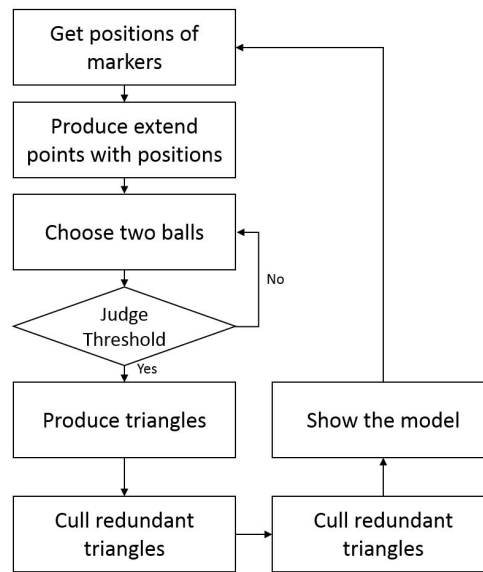 Get positions of
markers
Produce extend
points with positions
Choose two balls
No
Judge
Threshold
Yes
Produce triangles
Show the model
Cull redundant
triangles
Cull redundant
triangles